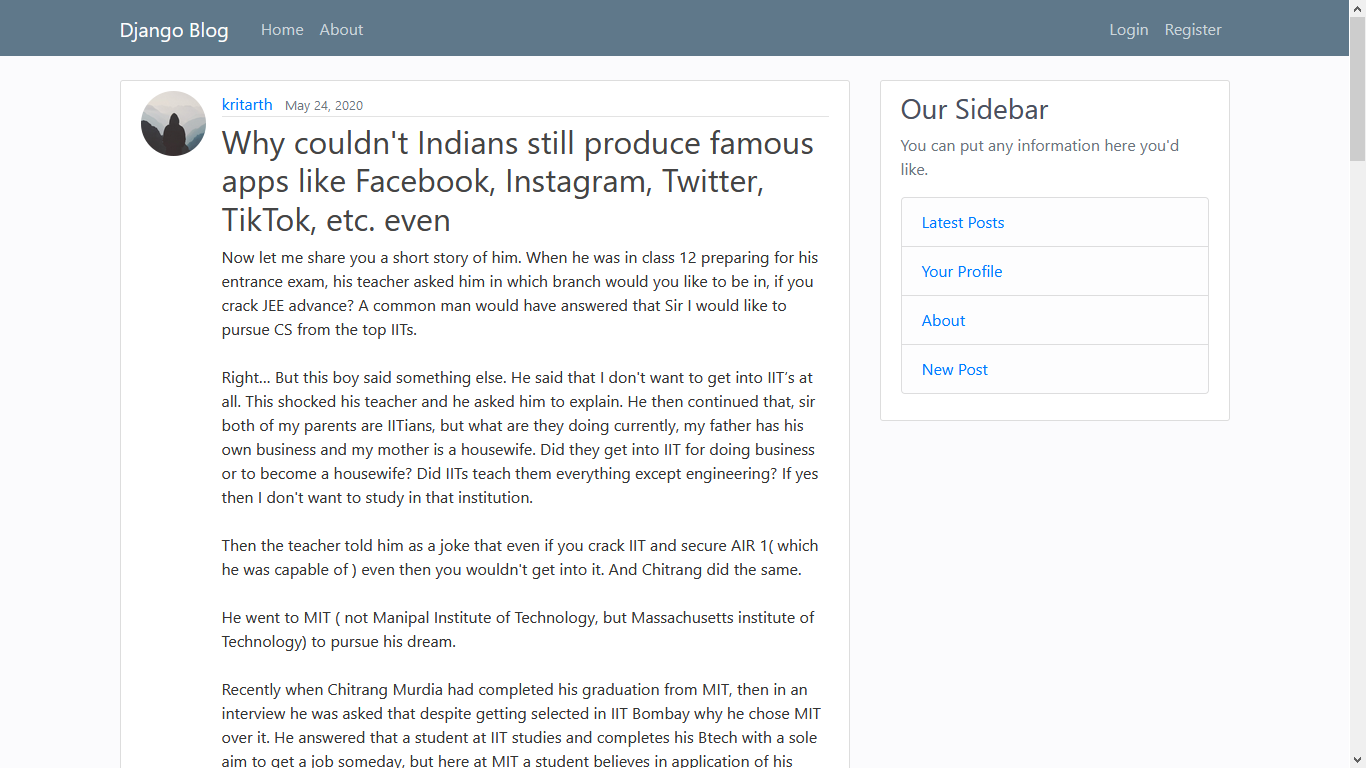 Django Blog Home About Login Register
kritarth May 24, 2020
Why couldn't Indians still produce famous
apps like Facebook, Instagram, Twitter,
TikTok, etc. even
Now let me share you a short story of him. When he was in class 12 preparing for his
entrance exam, his teacher asked him in which branch would you like to be in, if you
crack JEE advance? A common man would have answered that Sir I would like to
pursue CS from the top IITs.
Right... But this boy said something else. He said that I don't want to get into IIT’s at
all. This shocked his teacher and he asked him to explain. He then continued that, sir
both of my parents are IITians, but what are they doing currently, my father has his
own business and my mother is a housewife. Did they get into IIT for doing business
or to become a housewife? Did IITs teach them everything except engineering? If yes
then I don't want to study in that institution.
Then the teacher told him as a joke that even if you crack IIT and secure AIR 1( which
he was capable of ) even then you wouldn't get into it. And Chitrang did the same.
He went to MIT ( not Manipal Institute of Technology, but Massachusetts institute of
Technology) to pursue his dream.
Recently when Chitrang Murdia had completed his graduation from MIT, then in an
interview he was asked that despite getting selected in IIT Bombay why he chose MIT
over it. He answered that a student at IIT studies and completes his Btech with a sole
aim to get a job someday, but here at MIT a student believes in application of his
Our Sidebar
You can put any information here you'd
like.
Latest Posts
Your Profile
About
New Post